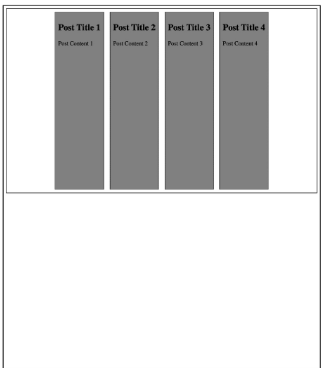 Post Title 1
Post Content 1
Post Title 2
Post Content 2
Post Title 3
Post Content 3
Post Title 4
Post Content 4